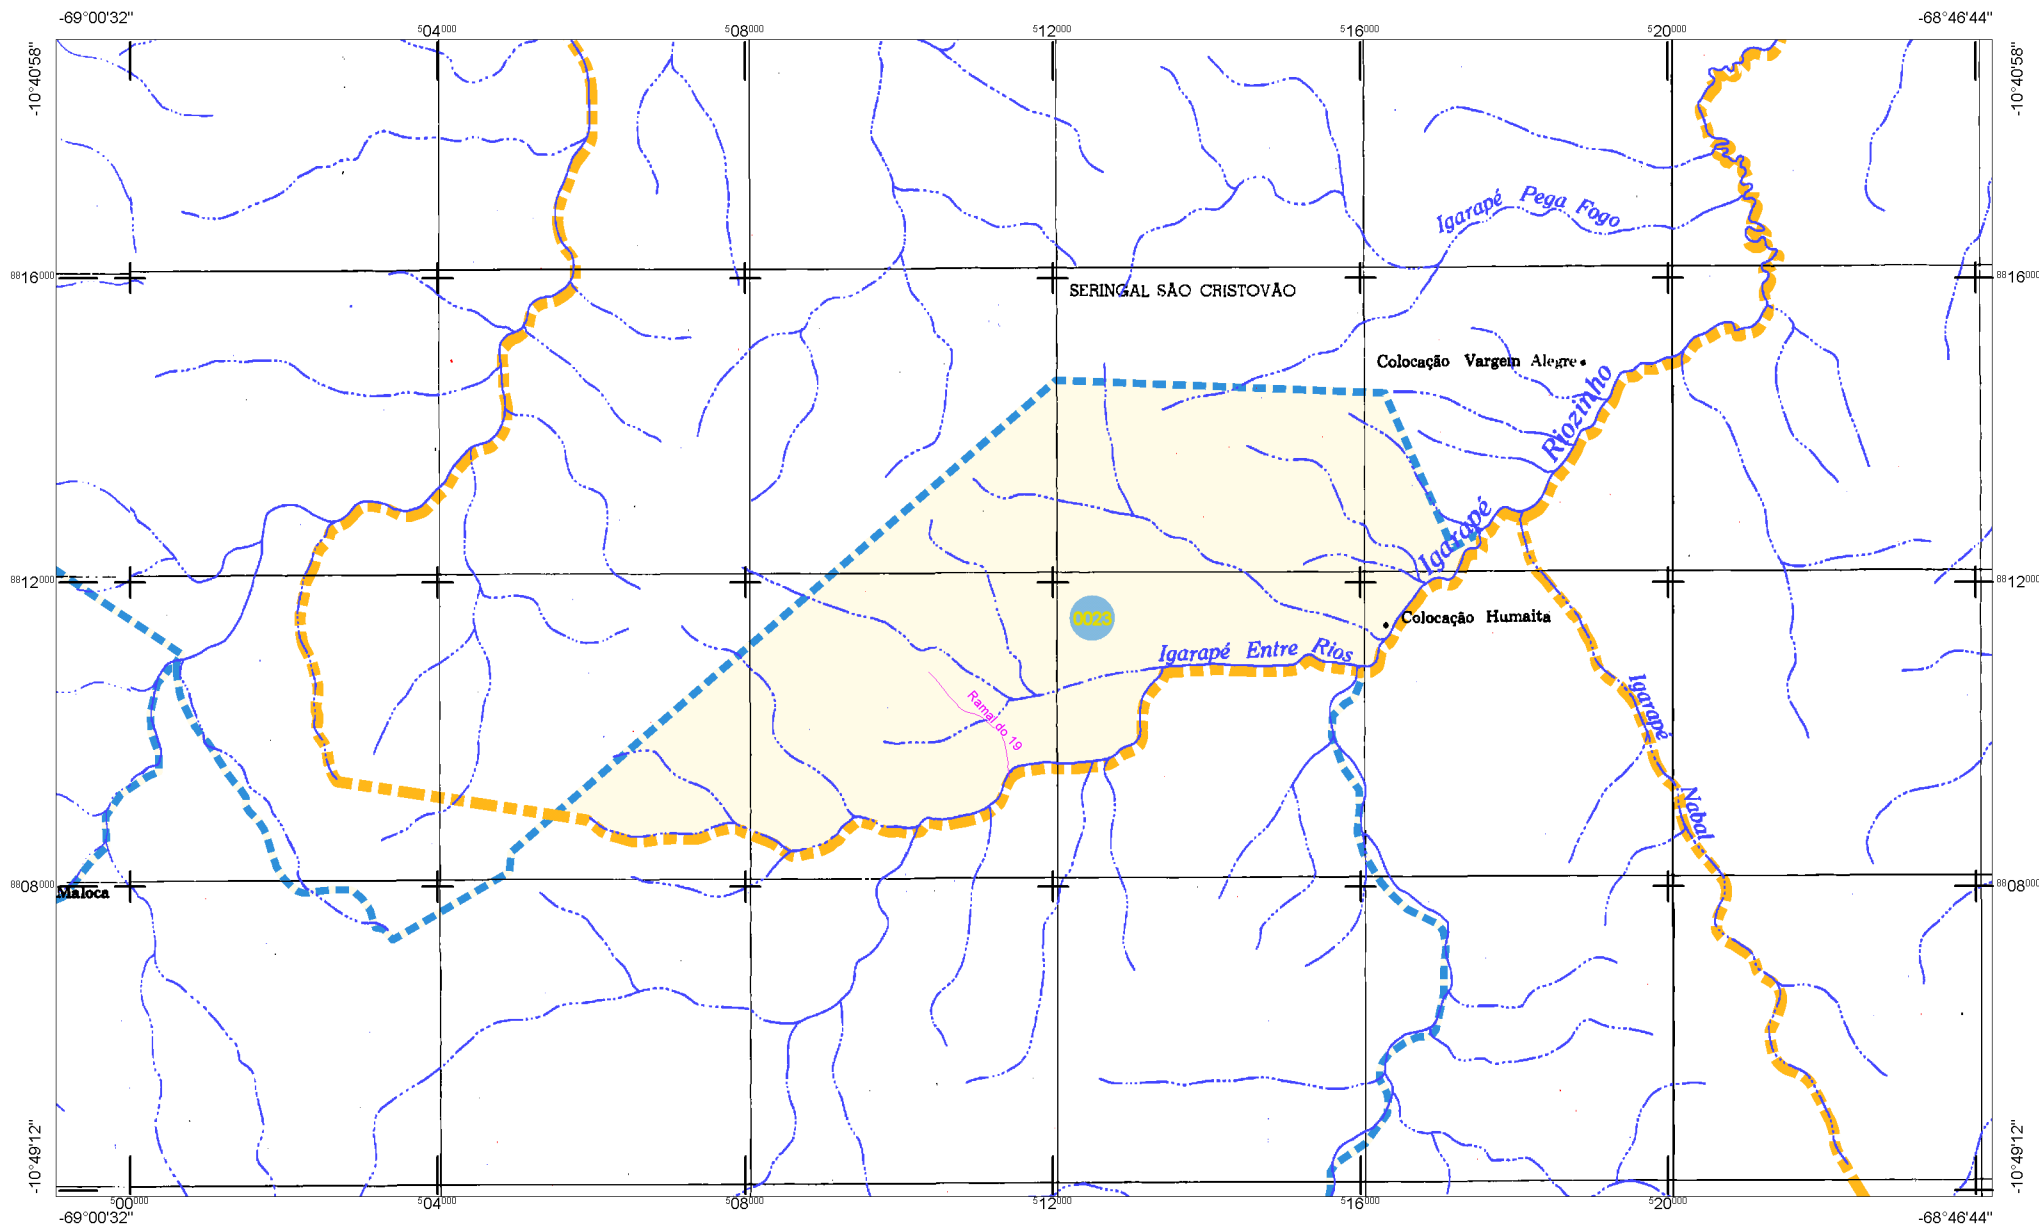 -69°00'32"
-68°46'44"
504000
508000
512000
516000
520000
-10°40'58"
-10°40'58"
Igarapé Pega Fogo
8816000
8816000
SERINGAL SÃO CRISTOVÃO
Colocação Vargem Alegre
Igarapé Riozinho
8812000
8812000
0023
Colocação Humaita
Igarapé Entre Rios
Ramal do 19
Igarapé Nabal
8808000
8808000
Maloca
-10°49'12"
-10°49'12"
500000
504000
508000
512000
516000
520000
-69°00'32"
-68°46'44"